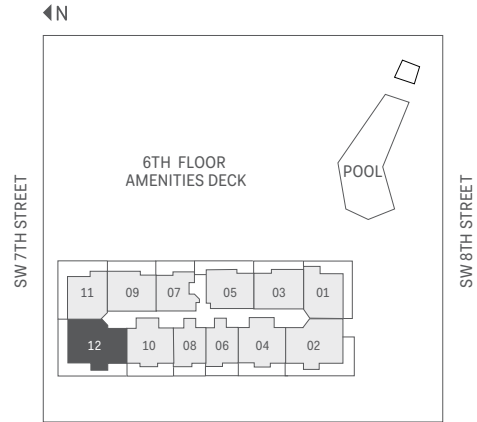 N
6TH FLOOR
AMENITIES DECK
POOL
SW 7TH STREET
SW 8TH STREET
11 09 07 05 03 01
12 10 08 06 04 02